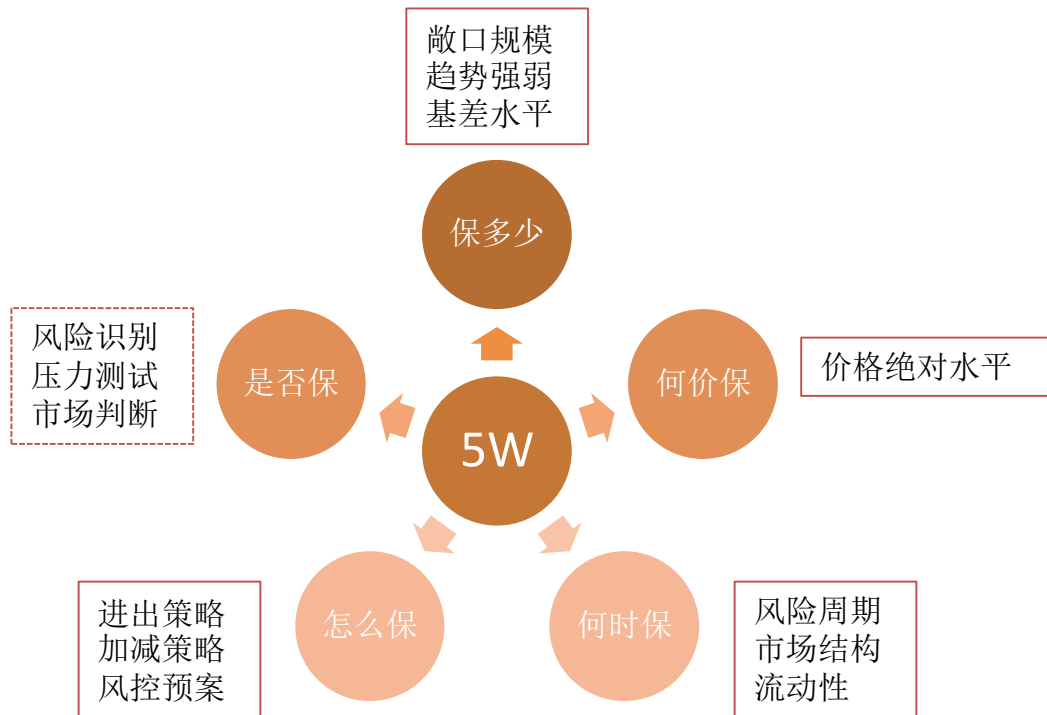 敞口规模
趋势强弱
基差水平
保多少
风险识别
压力测试
市场判断
是否保
何价保
价格绝对水平
5W
进出策略
加减策略
风控预案
怎么保
何时保
风险周期
市场结构
流动性